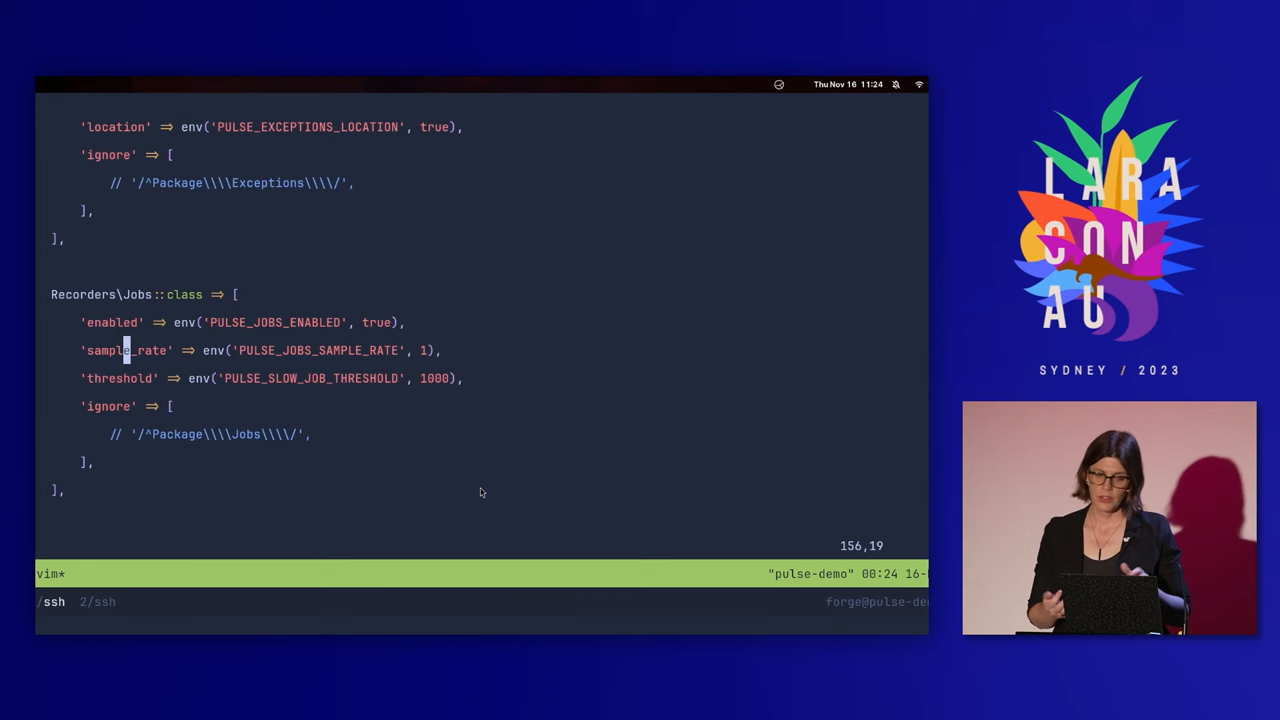 Thu Nov 16 11:24
'location' => env('PULSE_EXCEPTIONS_LOCATION', true),
'ignore' => [
// '/^Package\\\\Exceptions\\\\/',
],
],
Recorders\Jobs::class => [
'enabled' => env('PULSE_JOBS_ENABLED', true),
'sample_rate' => env('PULSE_JOBS_SAMPLE_RATE', 1),
'threshold' => env('PULSE_SLOW_JOB_THRESHOLD', 1000),
'ignore' => [
// '/^Package\\\\Jobs\\\\/',
],
],
156,19
vim* "pulse-demo" 00:24 16-
/ssh 2/ssh forge@pulse-de
LARA
CON
AU
SYDNEY / 2023